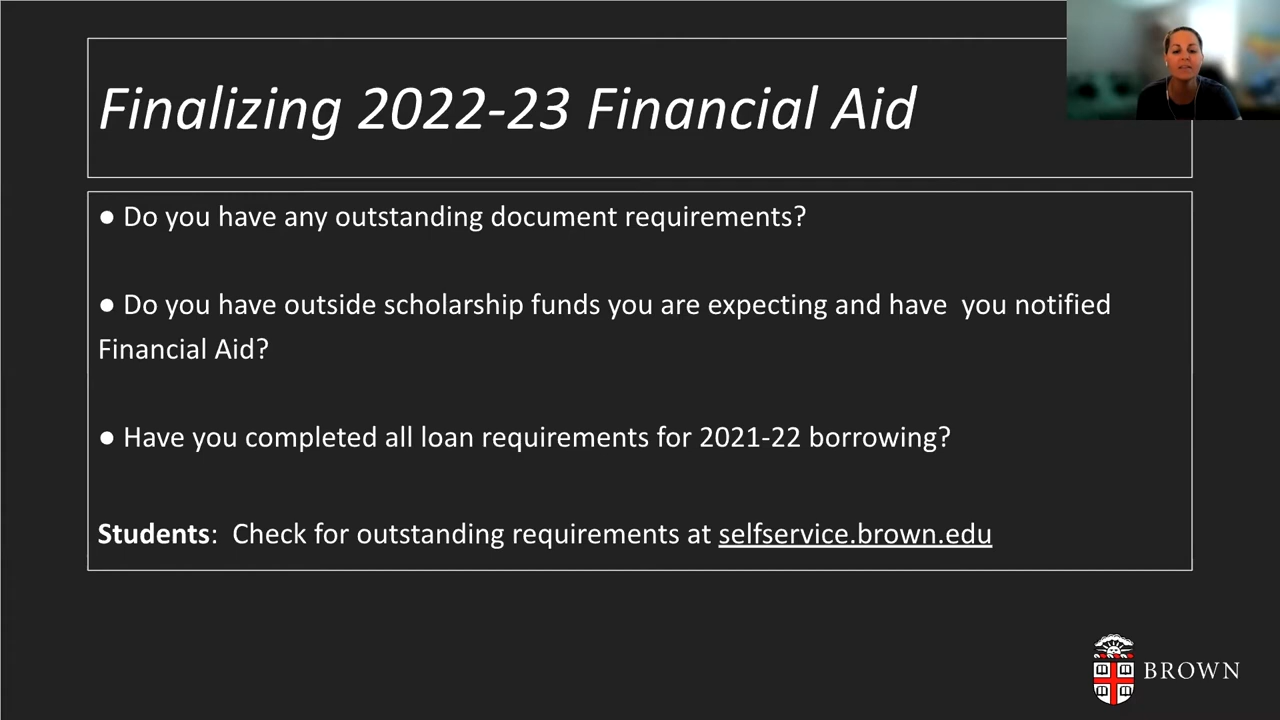 Finalizing 2022-23 Financial Aid
● Do you have any outstanding document requirements?
● Do you have outside scholarship funds you are expecting and have  you notified
Financial Aid?
● Have you completed all loan requirements for 2021-22 borrowing?
Students:  Check for outstanding requirements at selfservice.brown.edu
BROWN